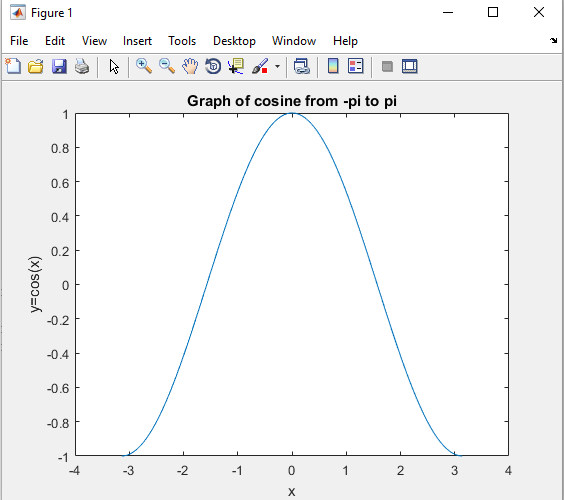 Figure 1
File Edit View Insert Tools Desktop Window Help
Graph of cosine from -pi to pi
1
0.8
0.6
0.4
0.2
0
-0.2
-0.4
-0.6
-0.8
-1
y=cos(x)
-4 -3 -2 -1 0 1 2 3 4
x